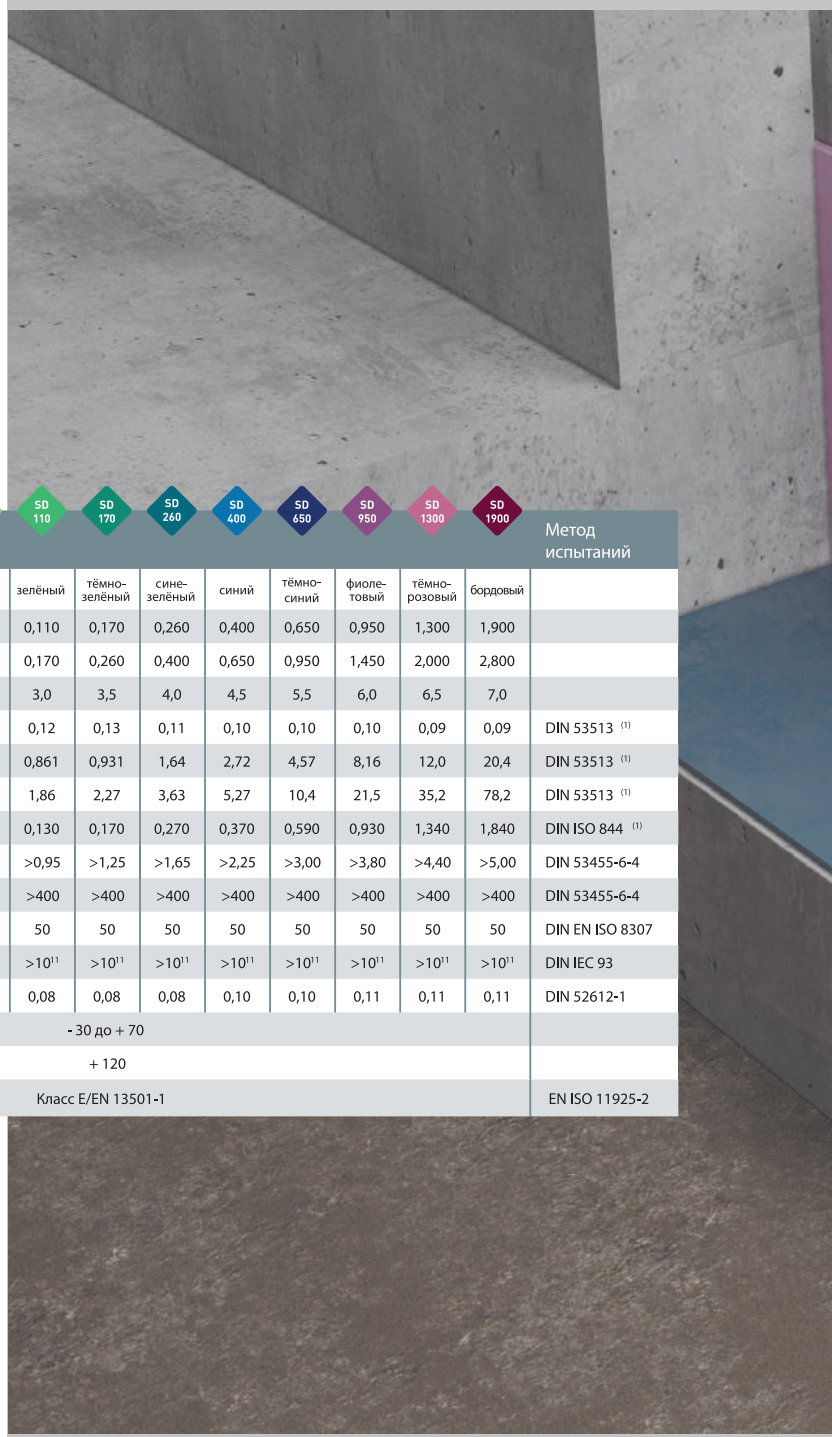 SD 110 SD 170 SD 260 SD 400 SD 650 SD 950 SD 1300 SD 1900
Метод
испытаний
зелёный тёмно-зелёный сине-зелёный синий тёмно-синий фиоле-товый тёмно-розовый бордовый
0,110 0,170 0,260 0,400 0,650 0,950 1,300 1,900
0,170 0,260 0,400 0,650 0,950 1,450 2,000 2,800
3,0 3,5 4,0 4,5 5,5 6,0 6,5 7,0
0,12 0,13 0,11 0,10 0,10 0,10 0,09 0,09 DIN 53513 (1)
0,861 0,931 1,64 2,72 4,57 8,16 12,0 20,4 DIN 53513 (1)
1,86 2,27 3,63 5,27 10,4 21,5 35,2 78,2 DIN 53513 (1)
0,130 0,170 0,270 0,370 0,590 0,930 1,340 1,840 DIN ISO 844 (1)
>0,95 >1,25 >1,65 >2,25 >3,00 >3,80 >4,40 >5,00 DIN 53455-6-4
>400 >400 >400 >400 >400 >400 >400 >400 DIN 53455-6-4
50 50 50 50 50 50 50 50 DIN EN ISO 8307
>10¹¹ >10¹¹ >10¹¹ >10¹¹ >10¹¹ >10¹¹ >10¹¹ >10¹¹ DIN IEC 93
0,08 0,08 0,08 0,10 0,10 0,11 0,11 0,11 DIN 52612-1
- 30 до + 70
+ 120
Класс E/EN 13501-1 EN ISO 11925-2